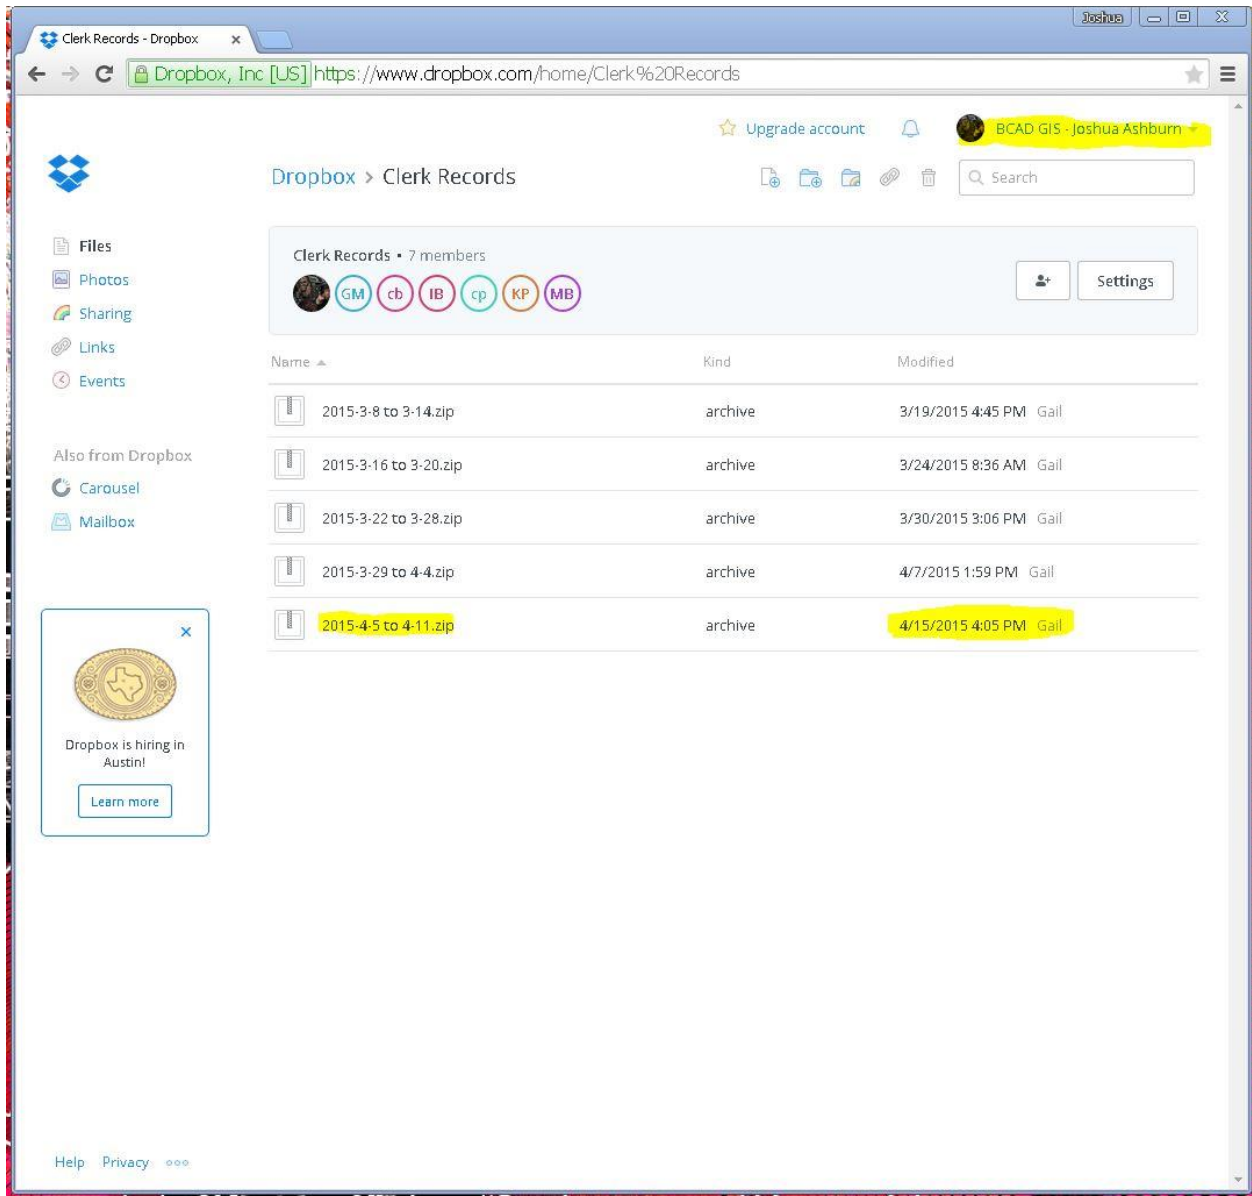 Joshua
Clerk Records - Dropbox
Dropbox, Inc [US] https://www.dropbox.com/home/Clerk%20Records
Upgrade account
BCAD GIS - Joshua Ashburn
Dropbox > Clerk Records
Search
Files
Photos
Sharing
Links
Events
Also from Dropbox
Carousel
Mailbox
Clerk Records • 7 members
GM cb IB cp KP MB
Settings
Name Kind Modified
2015-3-8 to 3-14.zip archive 3/19/2015 4:45 PM Gail
2015-3-16 to 3-20.zip archive 3/24/2015 8:36 AM Gail
2015-3-22 to 3-28.zip archive 3/30/2015 3:06 PM Gail
2015-3-29 to 4-4.zip archive 4/7/2015 1:59 PM Gail
2015-4-5 to 4-11.zip archive 4/15/2015 4:05 PM Gail
Dropbox is hiring in
Austin!
Learn more
Help Privacy